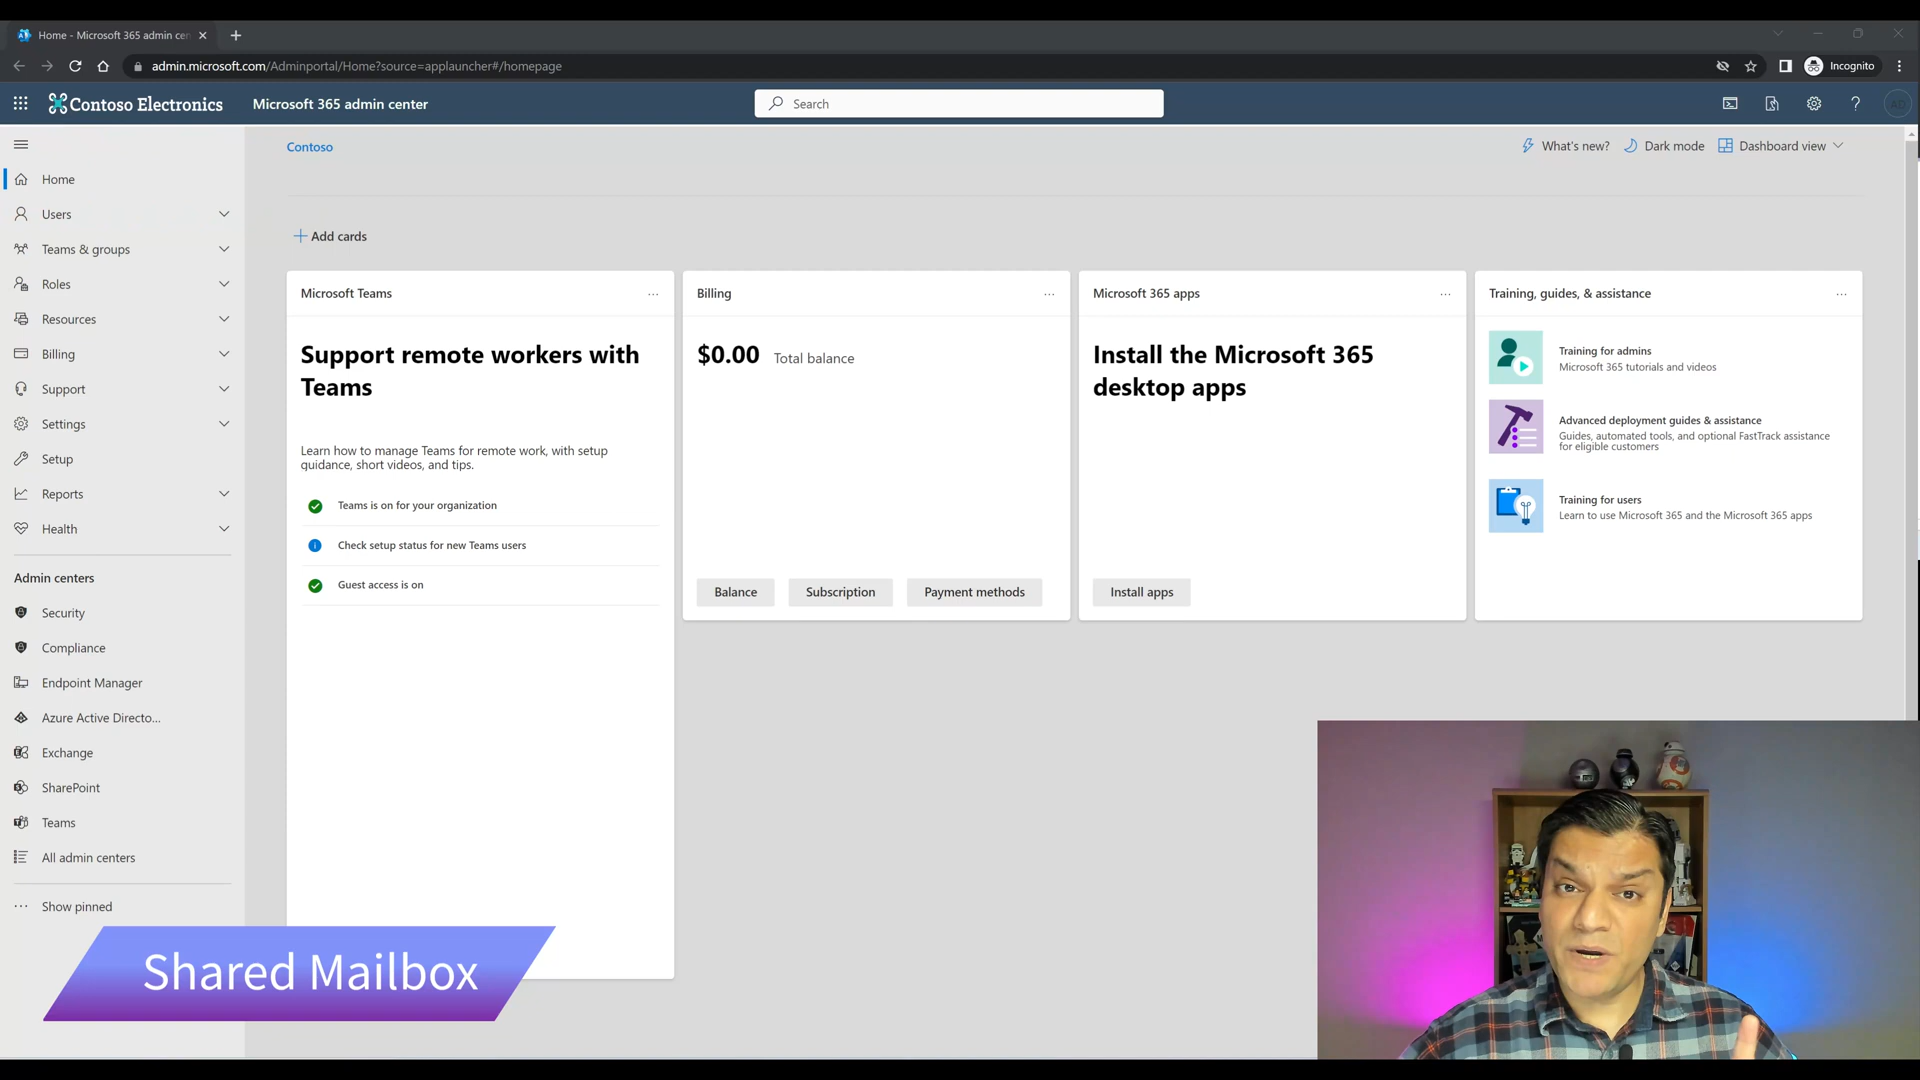 Home - Microsoft 365 admin cen
admin.microsoft.com/Adminportal/Home?source=applauncher#/homepage
Incognito
Contoso Electronics
Microsoft 365 admin center
Search
Contoso
What's new?
Dark mode
Dashboard view
Home
Users
Teams & groups
Roles
Resources
Billing
Support
Settings
Setup
Reports
Health
Admin centers
Security
Compliance
Endpoint Manager
Azure Active Directo...
Exchange
SharePoint
Teams
All admin centers
Show pinned
Add cards
Microsoft Teams
Support remote workers with
Teams
Learn how to manage Teams for remote work, with setup
guidance, short videos, and tips.
Teams is on for your organization
Check setup status for new Teams users
Guest access is on
Billing
$0.00 Total balance
Balance
Subscription
Payment methods
Microsoft 365 apps
Install the Microsoft 365
desktop apps
Install apps
Training, guides, & assistance
Training for admins
Microsoft 365 tutorials and videos
Advanced deployment guides & assistance
Guides, automated tools, and optional FastTrack assistance
for eligible customers
Training for users
Learn to use Microsoft 365 and the Microsoft 365 apps
Shared Mailbox